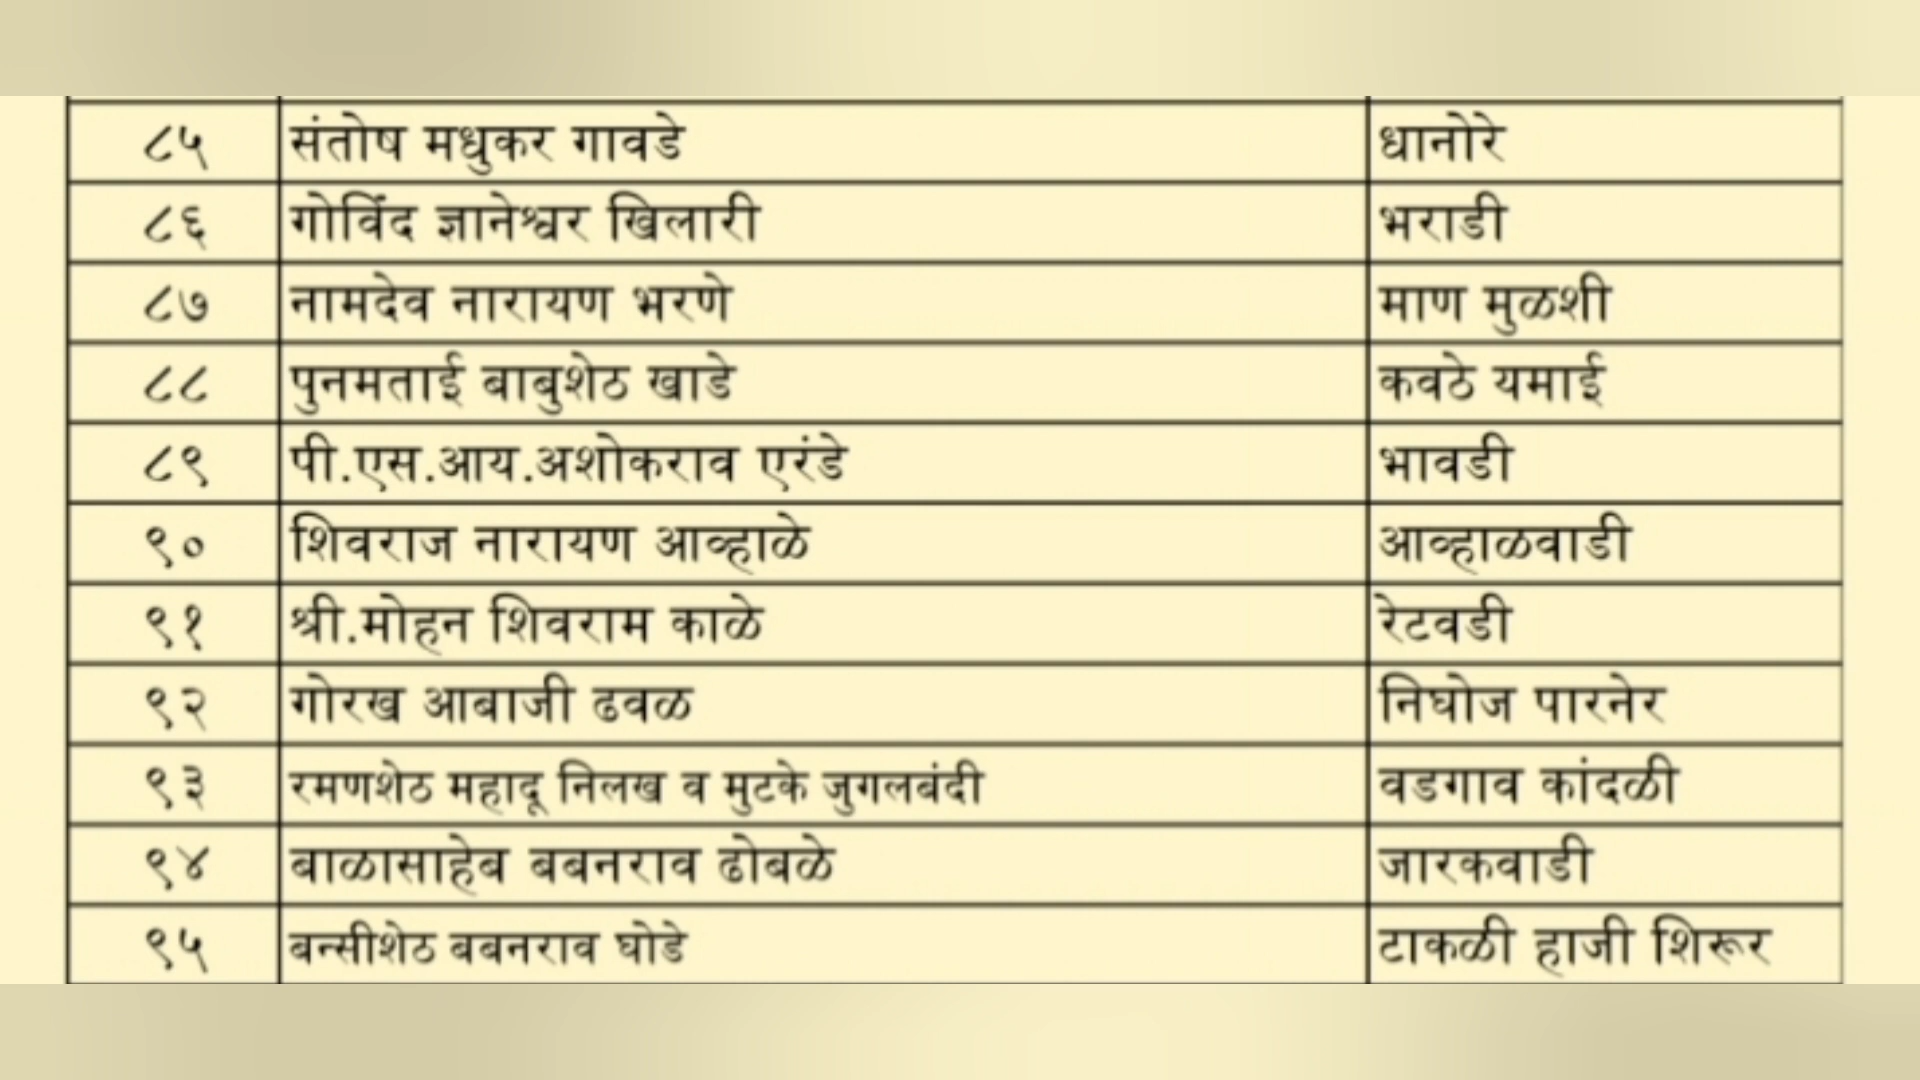 ८५ संतोष मधुकर गावडे धानोरे
८६ गोविंद ज्ञानेश्वर खिलारी भराडी
८७ नामदेव नारायण भरणे माण मुळशी
८८ पुनमताई बाबुशेठ खाडे कवठे यमाई
८९ पी.एस.आय.अशोकराव एरंडे भावडी
९० शिवराज नारायण आव्हाळे आव्हाळवाडी
९१ श्री.मोहन शिवराम काळे रेटवडी
९२ गोरख आबाजी ढवळ निघोज पारनेर
९३ रमणशेठ महादू निलख व मुटके जुगलबंदी वडगाव कांदळी
९४ बाळासाहेब बबनराव ढोबळे जारकवाडी
९५ बन्सीशेठ बबनराव घोडे टाकळी हाजी शिरूर